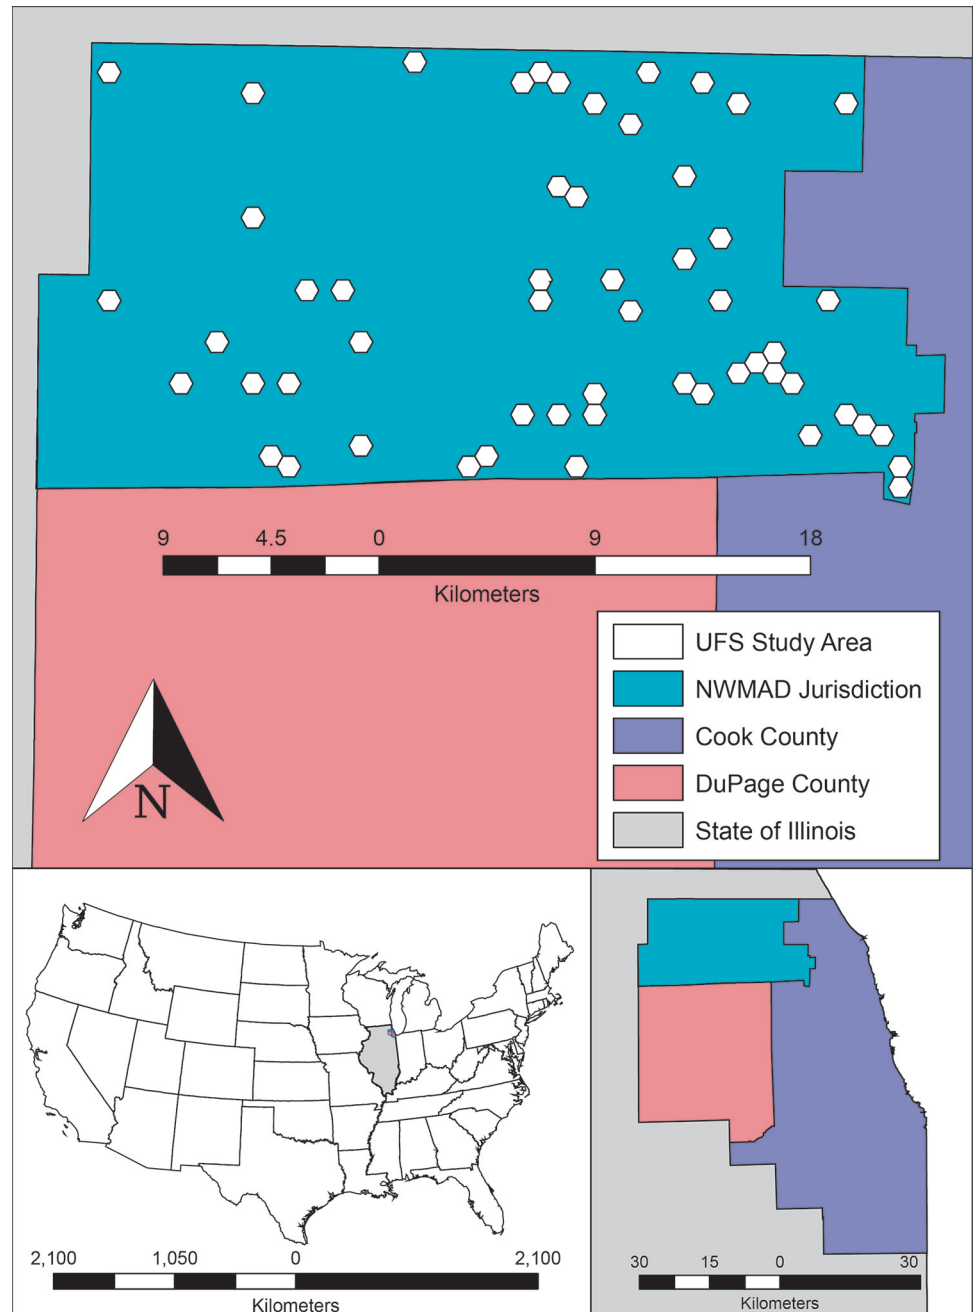 9 4.5 0 9 18
Kilometers
UFS Study Area
NWMAD Jurisdiction
Cook County
DuPage County
State of Illinois
N
2,100 1,050 0 2,100
Kilometers
30 15 0 30
Kilometers